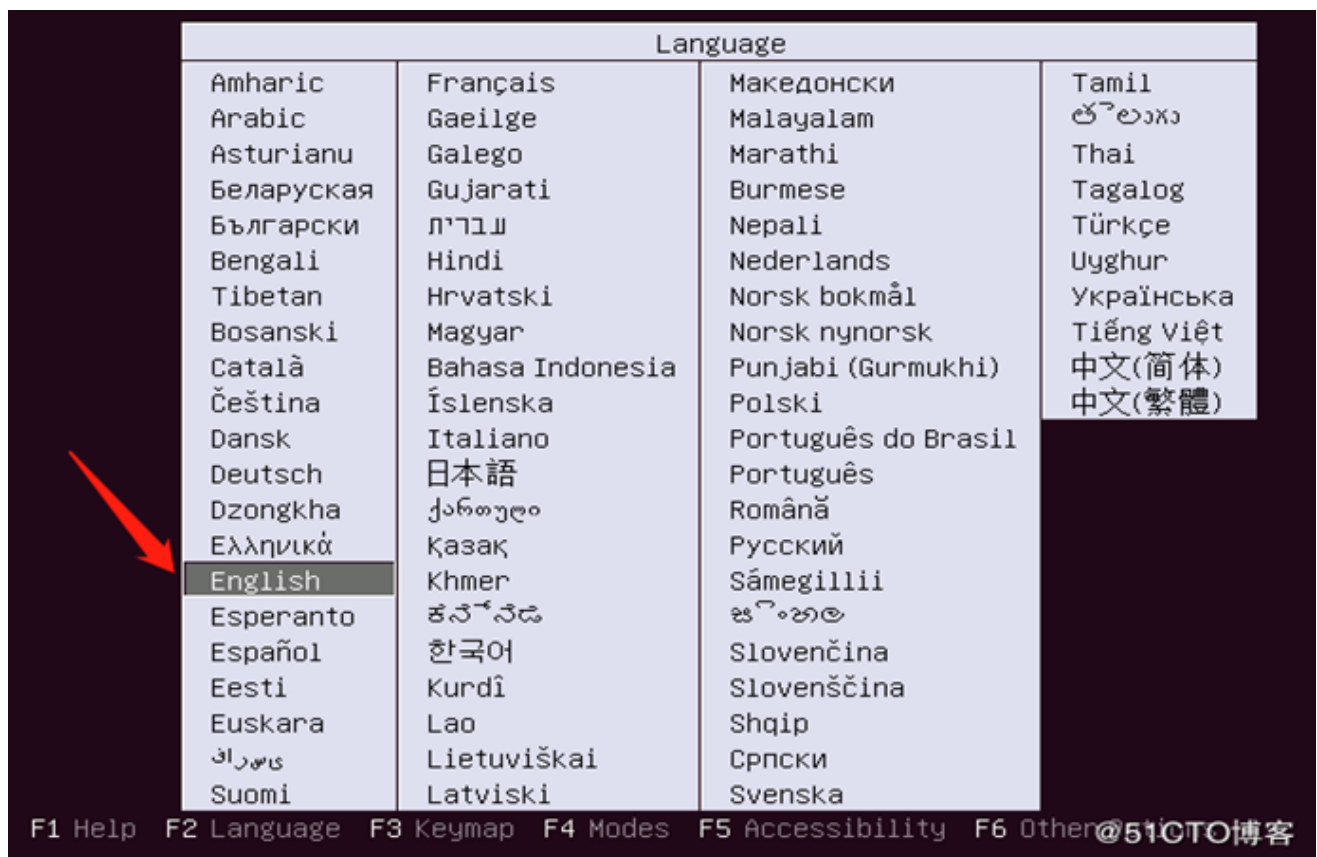 Language
Amharic
Arabic
Asturianu
Беларуская
Български
Bengali
Tibetan
Bosanski
Català
Čeština
Dansk
Deutsch
Dzongkha
Ελληνικά
English
Esperanto
Español
Eesti
Euskara
Suomi
Français
Gaeilge
Galego
Gujarati
עברית
Hindi
Hrvatski
Magyar
Bahasa Indonesia
Íslenska
Italiano
日本語
ქართული
Қазақ
Khmer
ಕನ್ನಡ
한국어
Kurdî
Lao
Lietuviškai
Latviski
Македонски
Malayalam
Marathi
Burmese
Nepali
Nederlands
Norsk bokmål
Norsk nynorsk
Punjabi (Gurmukhi)
Polski
Português do Brasil
Português
Română
Русский
Sámegillii
සිංහල
Slovenčina
Slovenščina
Shqip
Српски
Svenska
Tamil
తెలుగు
Thai
Tagalog
Türkçe
Uyghur
Українська
Tiếng Việt
中文(简体)
中文(繁體)
F1 Help F2 Language F3 Keymap F4 Modes F5 Accessibility F6 Other
@51CTO博客